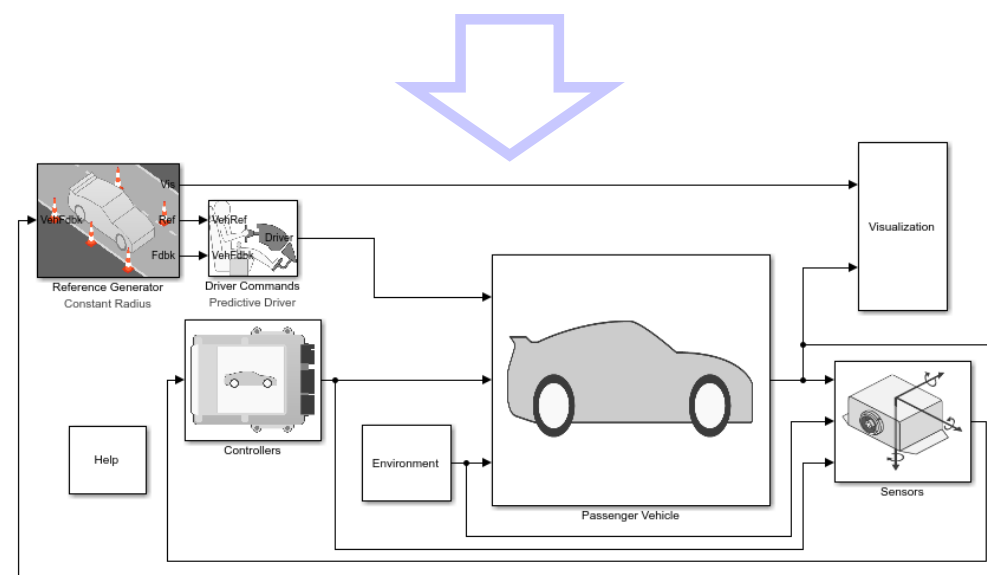 Vis
VehFdbk
Ref
Fdbk
Reference Generator
Constant Radius
VehRef
Driver
VehFdbk
Driver Commands
Predictive Driver
Visualization
Controllers
Help
Environment
Passenger Vehicle
Sensors